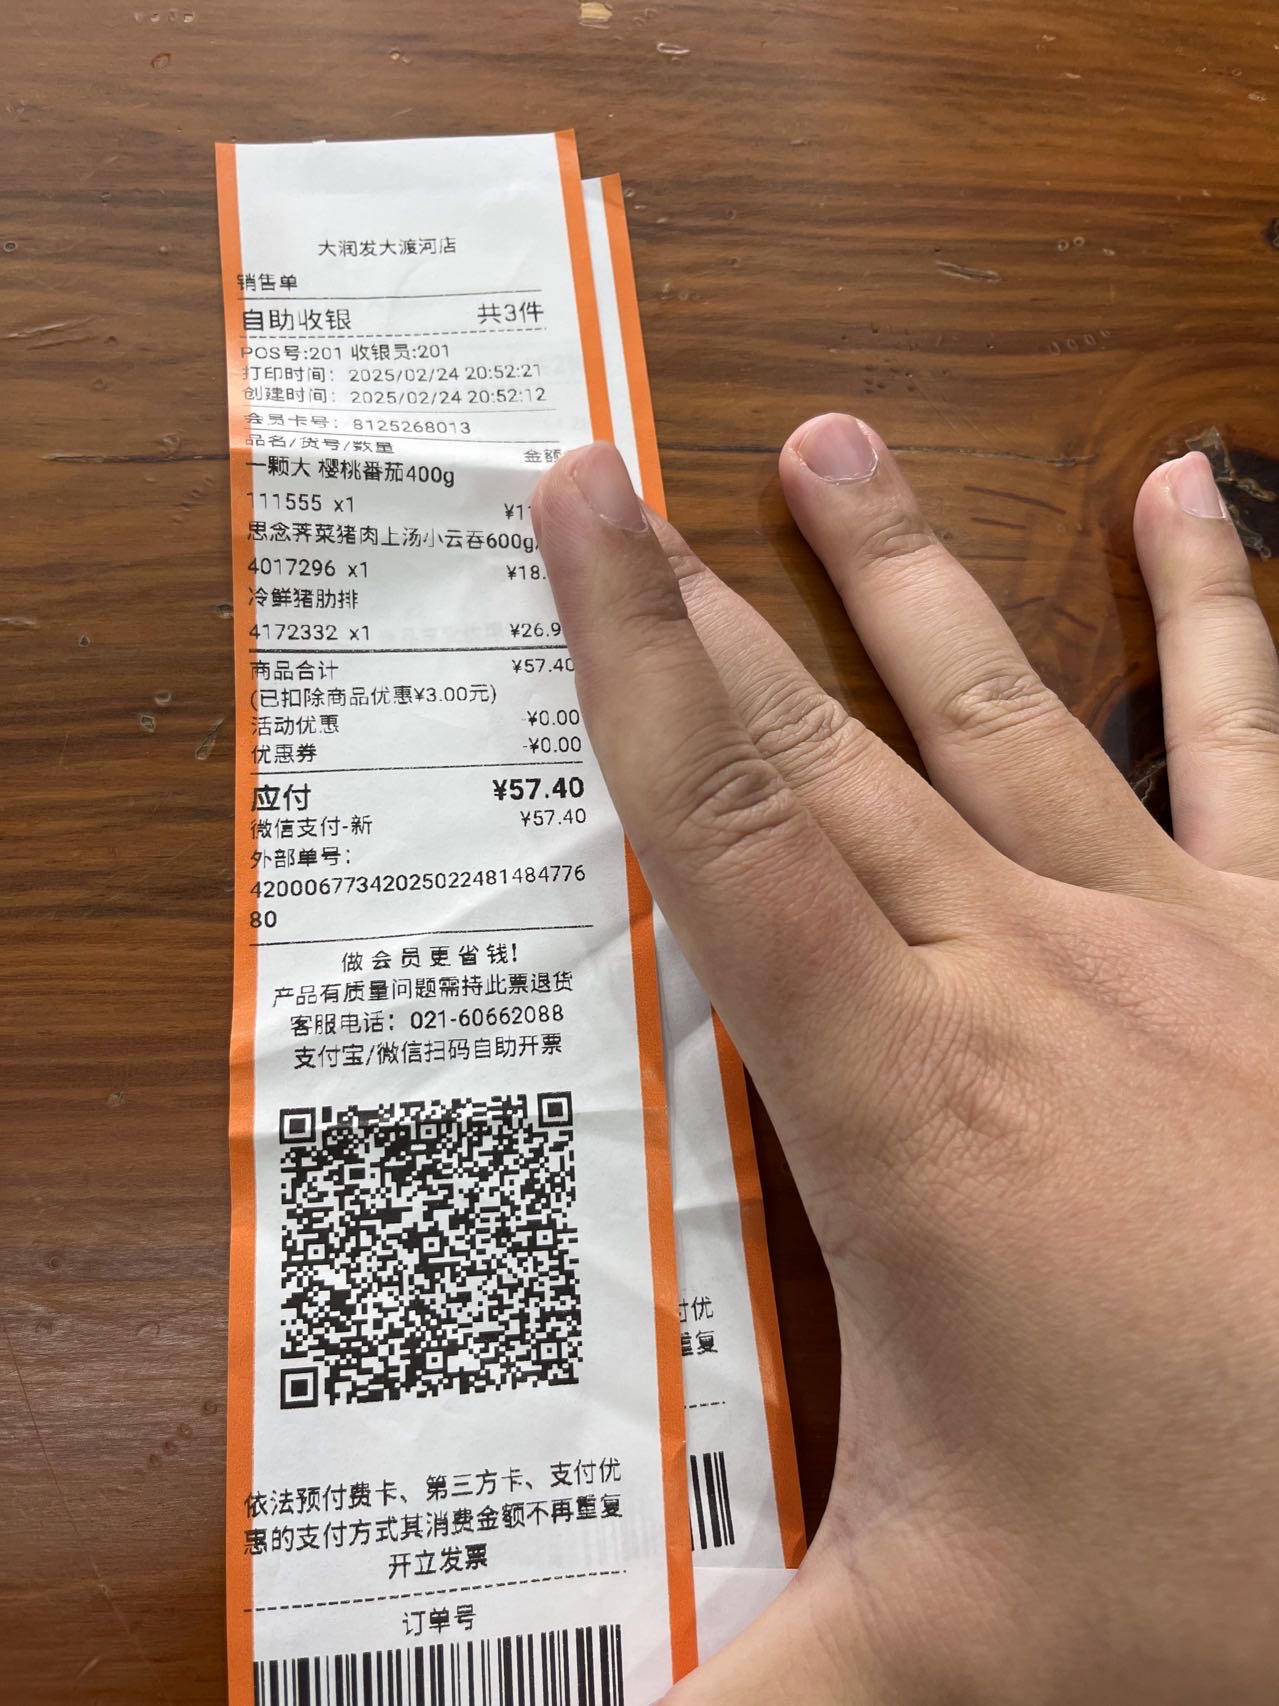 大润发大渡河店
销售单
自助收银 共3件
POS号:201 收银员:201
打印时间: 2025/02/24 20:52:21
创建时间: 2025/02/24 20:52:12
会员卡号: 8125268013
品名/货号/数量 金额
一颗大 樱桃番茄400g
111555 x1 ¥11
思念荠菜猪肉上汤小云吞600g
4017296 x1 ¥18.
冷鲜猪肋排
4172332 x1 ¥26.9
商品合计 ¥57.40
(已扣除商品优惠¥3.00元)
活动优惠 -¥0.00
优惠券 -¥0.00
应付 ¥57.40
微信支付-新 ¥57.40
外部单号:
42000677342025022481484776
80
做会员更省钱!
产品有质量问题需持此票退货
客服电话: 021-60662088
支付宝/微信扫码自助开票
依法预付费卡、第三方卡、支付优
惠的支付方式其消费金额不再重复
开立发票
订单号
付优
重复